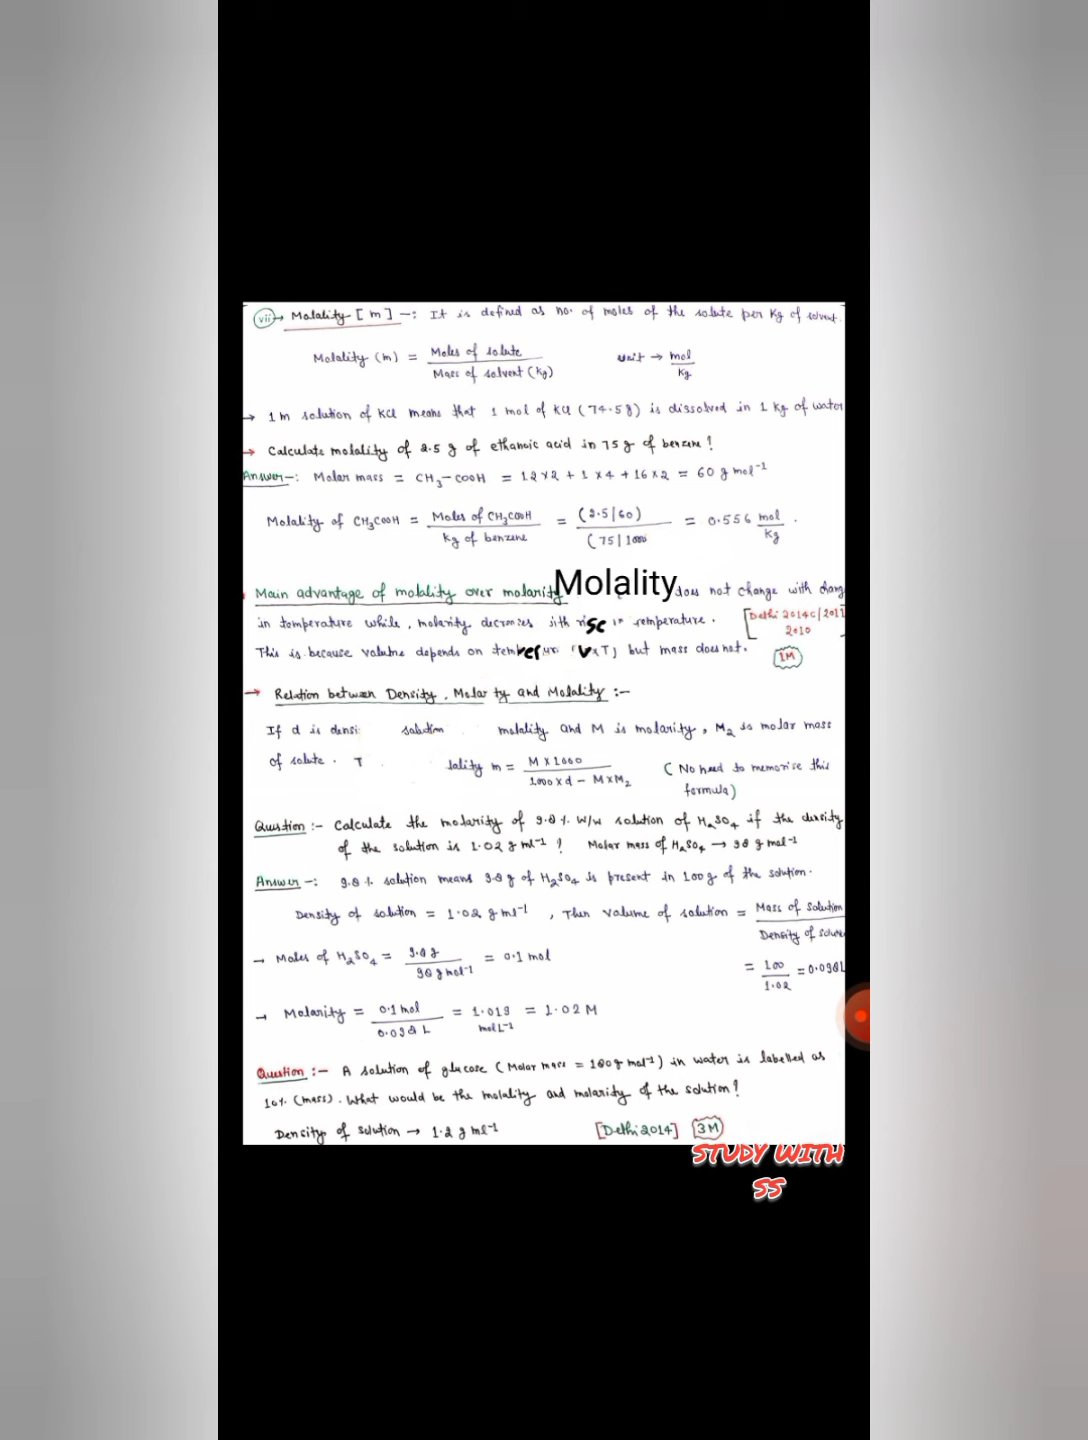 vii → Molality [m] -: It is defined as no. of moles of the solute per Kg of solvent.
Molality (m) = Moles of solute / Mass of solvent (Kg) unit → mol / Kg
→ 1m solution of KCl means that 1 mol of KCl (74.5 g) is dissolved in 1 Kg of water
→ Calculate molality of 2.5 g of ethanoic acid in 75 g of benzene?
Answer-: Molar mass = CH3-COOH = 12×2 + 1×4 + 16×2 = 60 g mol-1
Molality of CH3COOH = Moles of CH3COOH / Kg of benzene = (2.5/60) / (75/1000 = 0.556 mol / Kg .
Main advantage of molality over molarity Molality does not change with chang
in temperature while, molarity decreases ith rise in temperature. [Delhi 2014C/2011
2010
This is because volume depends on (V∝T) but mass does not. 1M
→ Relation between Density, Molar ty and Molality :-
If d is densi solution molality and M is molarity, M2 is molar mass
of solute. T lality m = M×1000 / 1000×d - M×M2 (No need to memorise this
formula)
Question :- Calculate the molarity of 9.8% w/w solution of H2SO4 if the density
of the solution is 1.02 g ml-1? Molar mass of H2SO4 → 98 g mol-1
Answer -: 9.8% solution means 9.8 g of H2SO4 is present in 100g of the solution.
Density of solution = 1.02 g ml-1, Then volume of solution = Mass of solution / Density of solut
→ Moles of H2SO4 = 9.8 g / 98 g mol-1 = 0.1 mol = 100 / 1.02 = 0.098L
→ Molarity = 0.1 mol / 0.098 L = 1.019 mol L-1 = 1.02 M
Question :- A solution of glucose (Molar mass = 180 g mol-1) in water is labelled as
10% (mass). What would be the molality and molarity of the solution?
Density of solution → 1.2 g ml-1 [Delhi 2014] 3M
STUDY WITH
SS